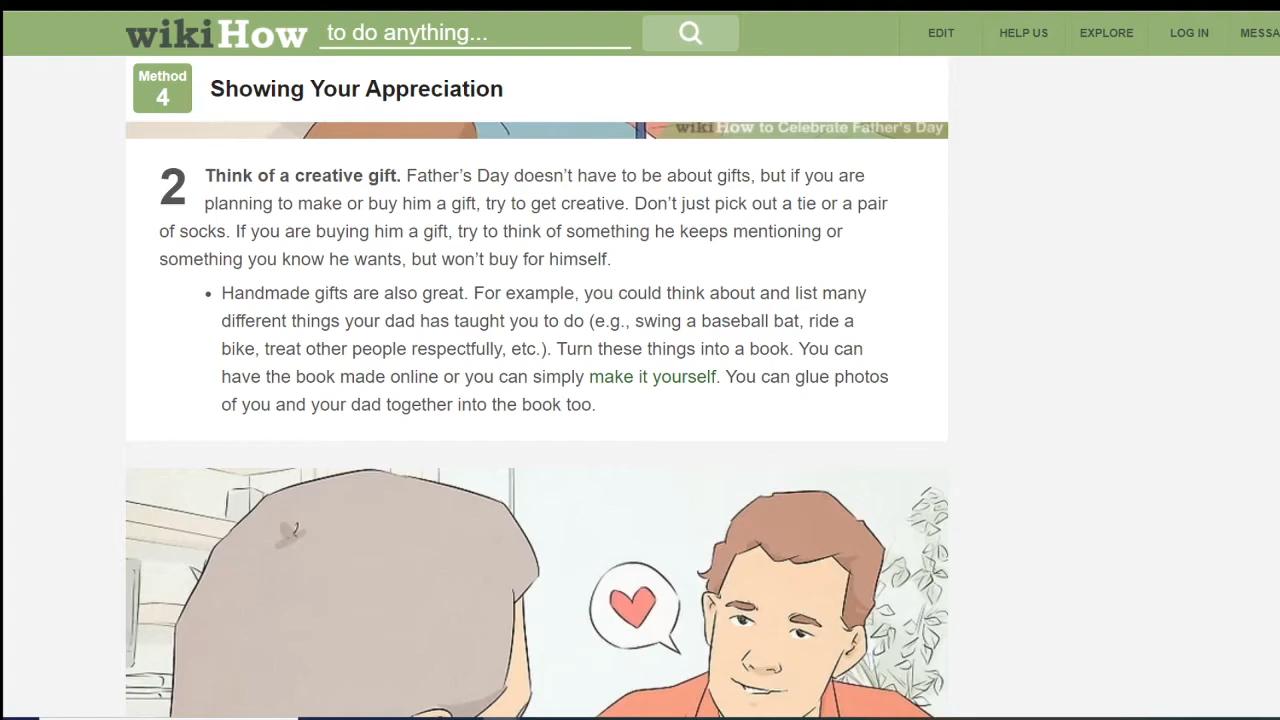 wikiHow to do anything...
EDIT HELP US EXPLORE LOG IN MESSA
Method
4
Showing Your Appreciation
wikiHow to Celebrate Father's Day
2 Think of a creative gift. Father’s Day doesn’t have to be about gifts, but if you are
planning to make or buy him a gift, try to get creative. Don’t just pick out a tie or a pair
of socks. If you are buying him a gift, try to think of something he keeps mentioning or
something you know he wants, but won’t buy for himself.
• Handmade gifts are also great. For example, you could think about and list many
different things your dad has taught you to do (e.g., swing a baseball bat, ride a
bike, treat other people respectfully, etc.). Turn these things into a book. You can
have the book made online or you can simply make it yourself. You can glue photos
of you and your dad together into the book too.